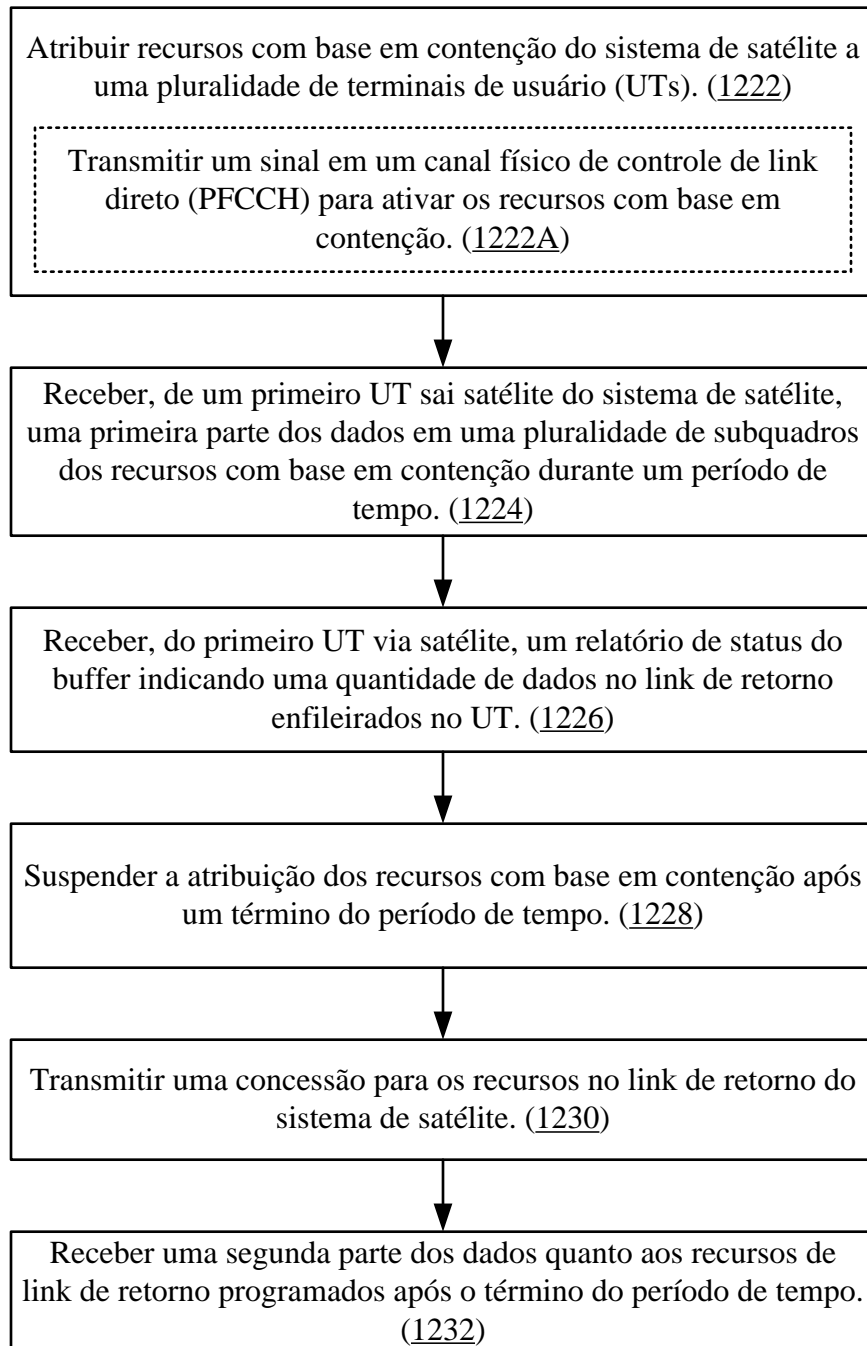 Atribuir recursos com base em contenção do sistema de satélite a
uma pluralidade de terminais de usuário (UTs). (1222)
Transmitir um sinal em um canal físico de controle de link
direto (PFCCH) para ativar os recursos com base em
contenção. (1222A)
Receber, de um primeiro UT sai satélite do sistema de satélite,
uma primeira parte dos dados em uma pluralidade de subquadros
dos recursos com base em contenção durante um período de
tempo. (1224)
Receber, do primeiro UT via satélite, um relatório de status do
buffer indicando uma quantidade de dados no link de retorno
enfileirados no UT. (1226)
Suspender a atribuição dos recursos com base em contenção após
um término do período de tempo. (1228)
Transmitir uma concessão para os recursos no link de retorno do
sistema de satélite. (1230)
Receber uma segunda parte dos dados quanto aos recursos de
link de retorno programados após o término do período de tempo.
(1232)